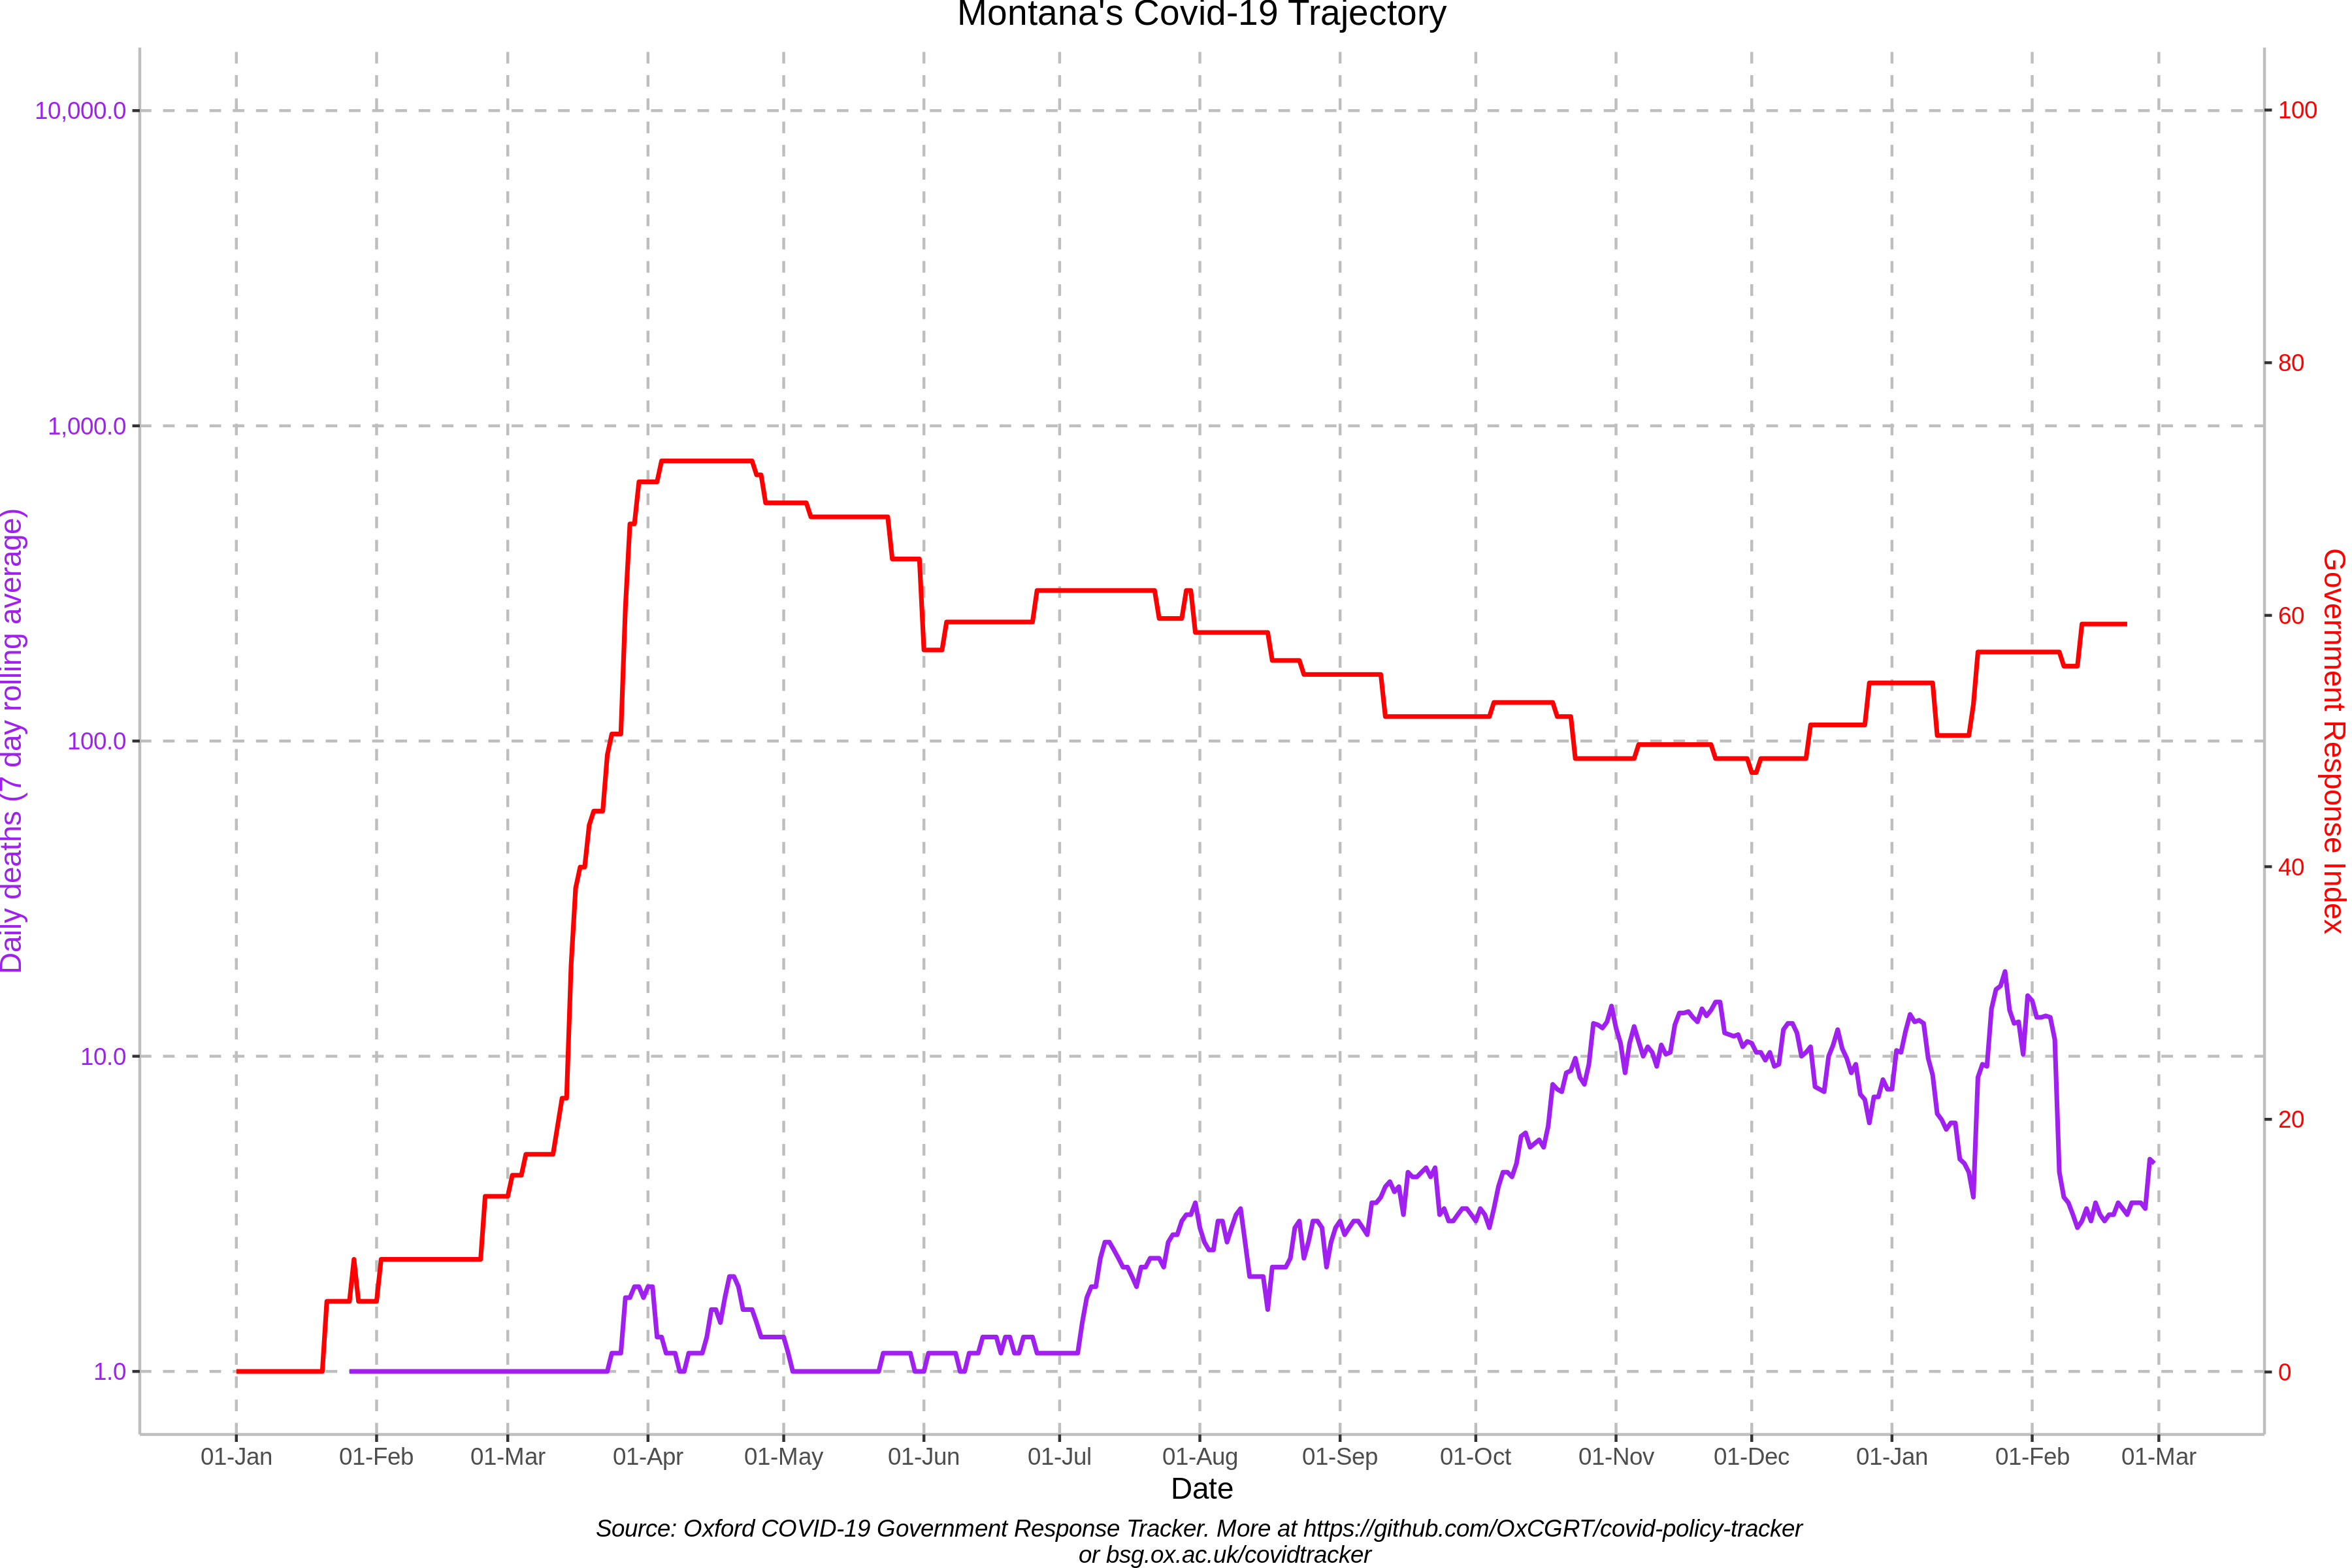 Montana's Covid-19 Trajectory
10,000.0
1,000.0
100.0
10.0
1.0
Daily deaths (7 day rolling average)
100
80
60
40
20
0
Government Response Index
01-Jan 01-Feb 01-Mar 01-Apr 01-May 01-Jun 01-Jul 01-Aug 01-Sep 01-Oct 01-Nov 01-Dec 01-Jan 01-Feb 01-Mar
Date
Source: Oxford COVID-19 Government Response Tracker. More at https://github.com/OxCGRT/covid-policy-tracker
or bsg.ox.ac.uk/covidtracker